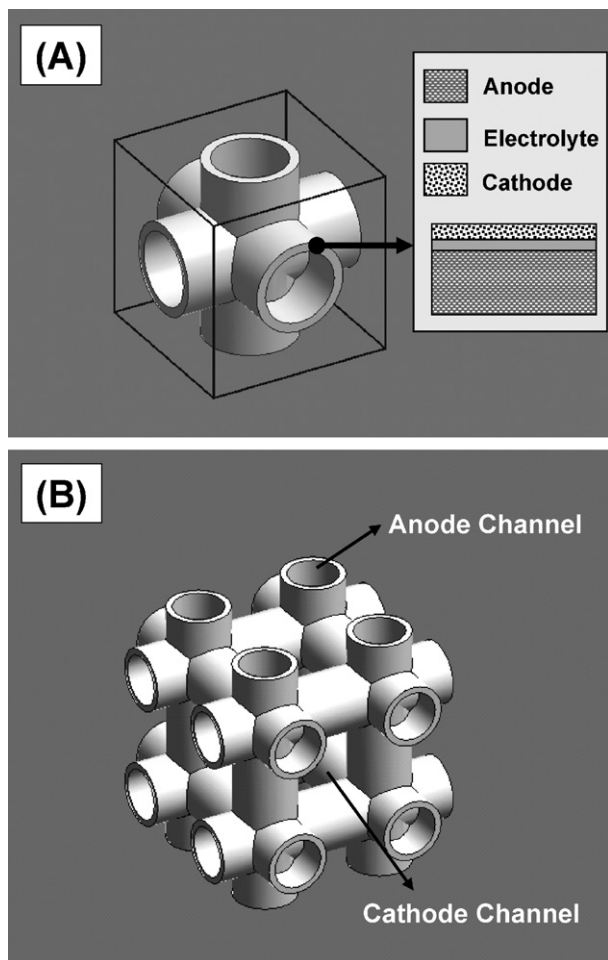 (A)
Anode
Electrolyte
Cathode
(B)
Anode Channel
Cathode Channel